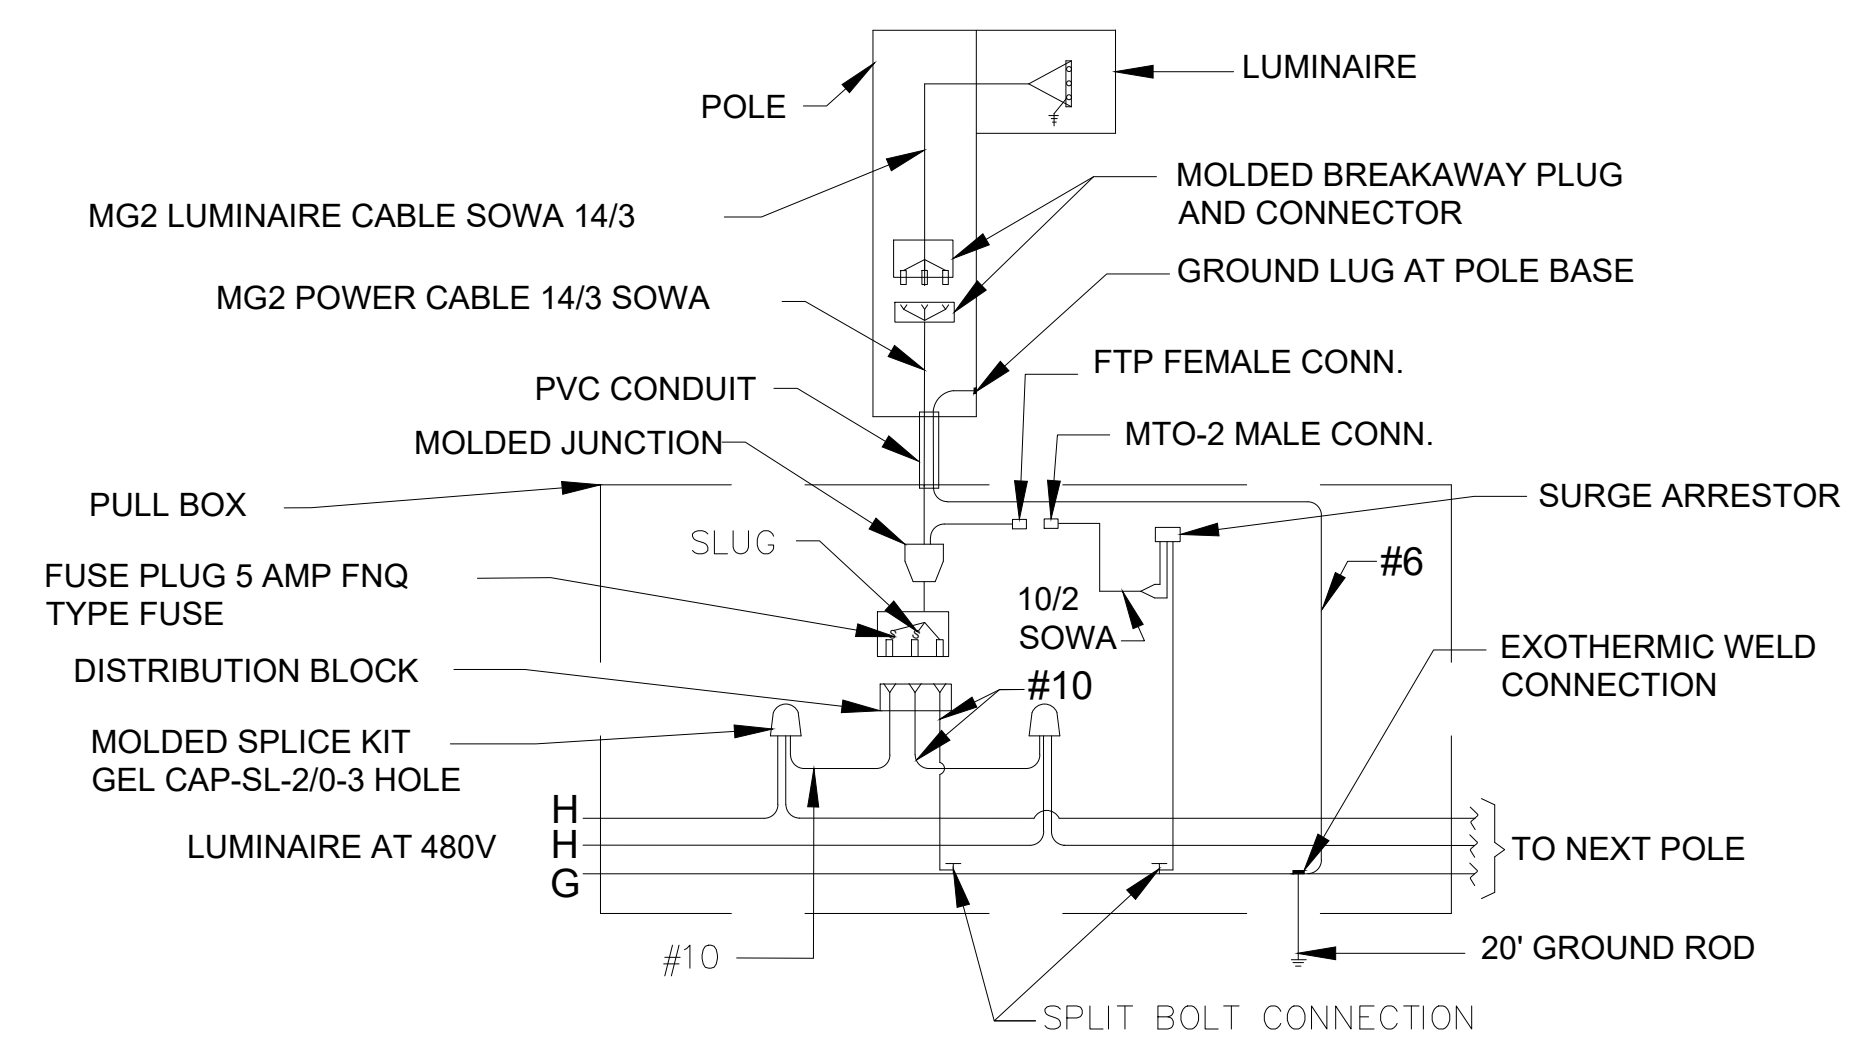 LUMINAIRE
POLE
MOLDED BREAKAWAY PLUG
AND CONNECTOR
MG2 LUMINAIRE CABLE SOWA 14/3
GROUND LUG AT POLE BASE
MG2 POWER CABLE 14/3 SOWA
FTP FEMALE CONN.
PVC CONDUIT
MTO-2 MALE CONN.
MOLDED JUNCTION
PULL BOX
SURGE ARRESTOR
SLUG
#6
FUSE PLUG 5 AMP FNQ
TYPE FUSE
10/2
SOWA
EXOTHERMIC WELD
CONNECTION
DISTRIBUTION BLOCK
#10
MOLDED SPLICE KIT
GEL CAP-SL-2/0-3 HOLE
H
LUMINAIRE AT 480V
H
TO NEXT POLE
G
#10
20' GROUND ROD
SPLIT BOLT CONNECTION